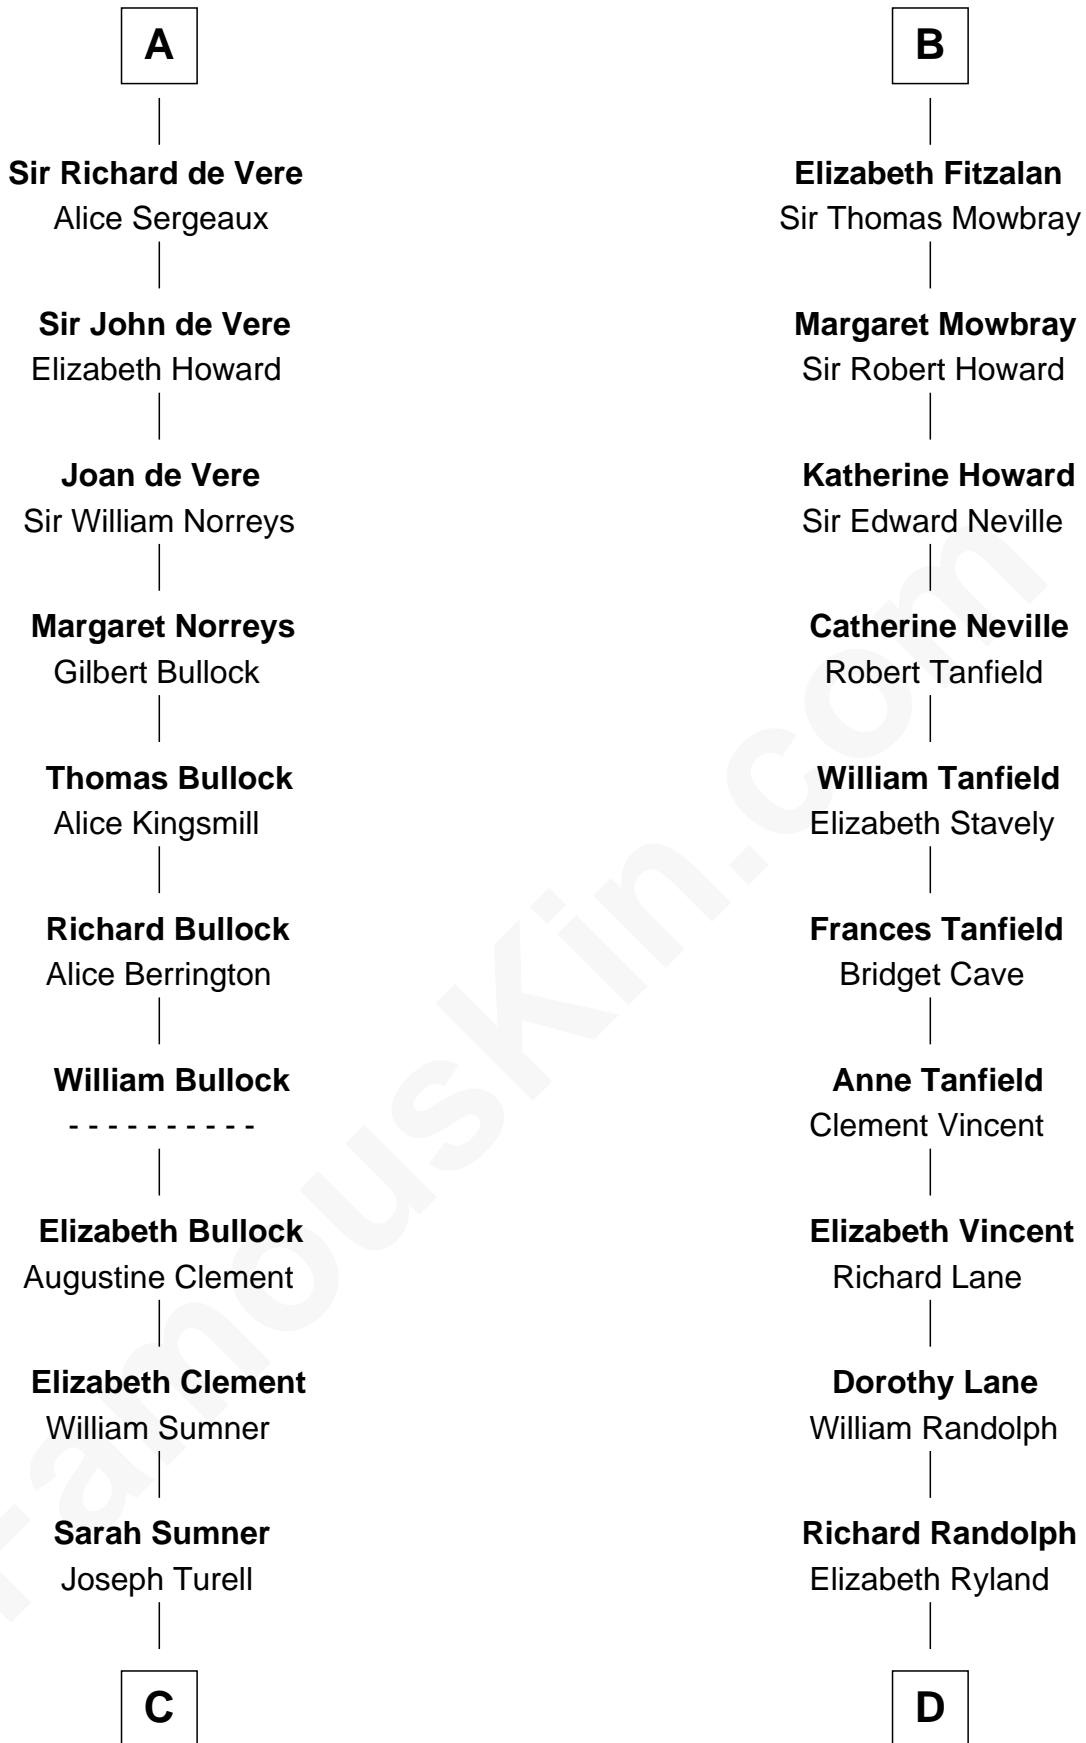 A
Sir Richard de Vere
Alice Sergeaux
Sir John de Vere
Elizabeth Howard
Joan de Vere
Sir William Norreys
Margaret Norreys
Gilbert Bullock
Thomas Bullock
Alice Kingsmill
Richard Bullock
Alice Berrington
William Bullock
- - - - - - - - - -
Elizabeth Bullock
Augustine Clement
Elizabeth Clement
William Sumner
Sarah Sumner
Joseph Turell
C
B
Elizabeth Fitzalan
Sir Thomas Mowbray
Margaret Mowbray
Sir Robert Howard
Katherine Howard
Sir Edward Neville
Catherine Neville
Robert Tanfield
William Tanfield
Elizabeth Stavely
Frances Tanfield
Bridget Cave
Anne Tanfield
Clement Vincent
Elizabeth Vincent
Richard Lane
Dorothy Lane
William Randolph
Richard Randolph
Elizabeth Ryland
D
FamousKin.com